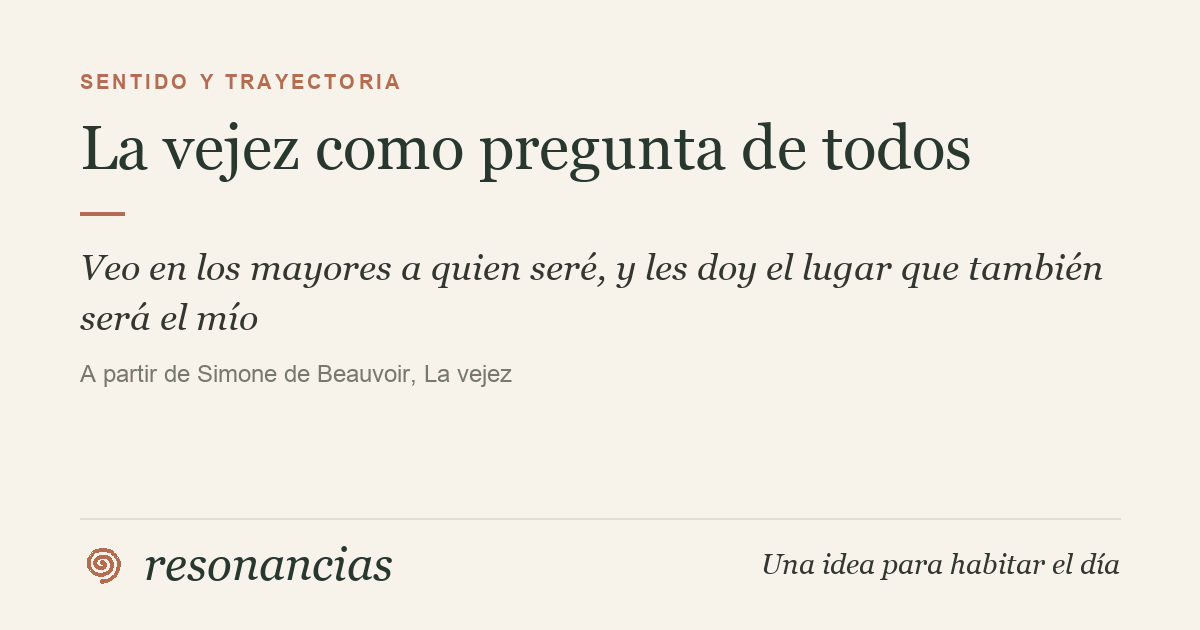 SENTIDO Y TRAYECTORIA
La vejez como pregunta de todos
Veo en los mayores a quien seré, y les doy el lugar que también
será el mío
A partir de Simone de Beauvoir, La vejez
resonancias
Una idea para habitar el día